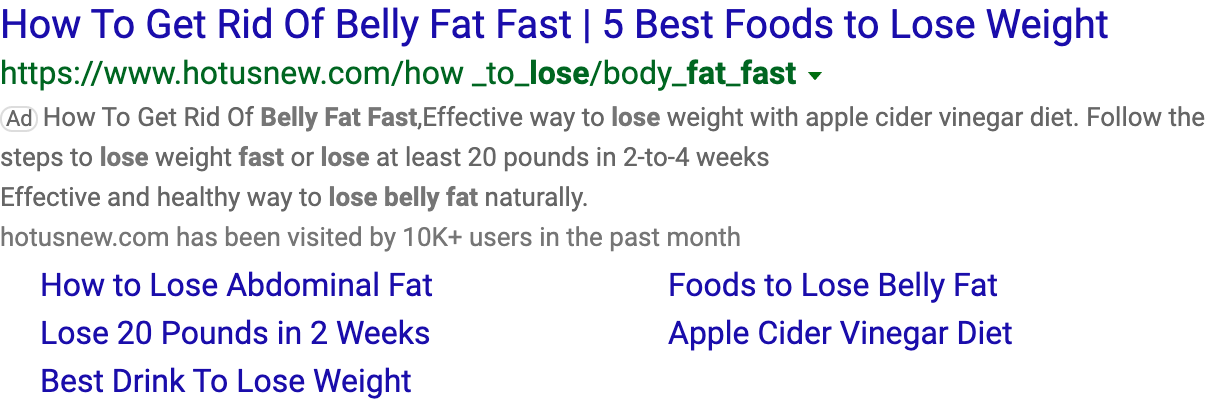 How To Get Rid Of Belly Fat Fast | 5 Best Foods to Lose Weight
https://www.hotusnew.com/how _to_lose/body_fat_fast
Ad How To Get Rid Of Belly Fat Fast,Effective way to lose weight with apple cider vinegar diet. Follow the
steps to lose weight fast or lose at least 20 pounds in 2-to-4 weeks
Effective and healthy way to lose belly fat naturally.
hotusnew.com has been visited by 10K+ users in the past month
How to Lose Abdominal Fat
Foods to Lose Belly Fat
Lose 20 Pounds in 2 Weeks
Apple Cider Vinegar Diet
Best Drink To Lose Weight